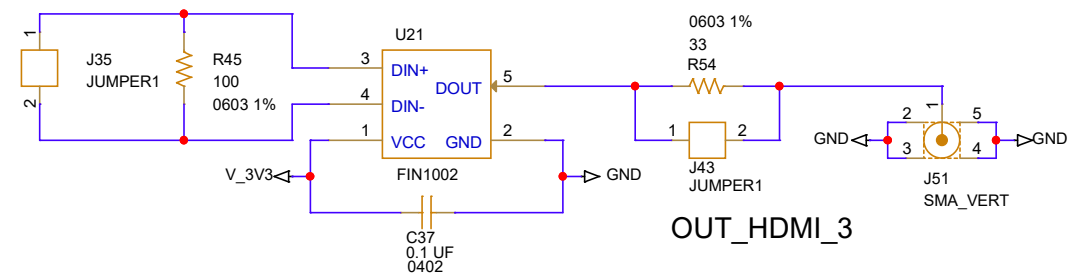 1
J35
JUMPER1
2
R45
100
0603 1%
U21
3
DIN+
4
DIN-
1
VCC
DOUT
5
GND
2
FIN1002
V_3V3
GND
C37
0.1 UF
0402
0603 1%
33
R54
1
2
J43
JUMPER1
OUT_HDMI_3
1
2
5
GND
GND
3
4
J51
SMA_VERT